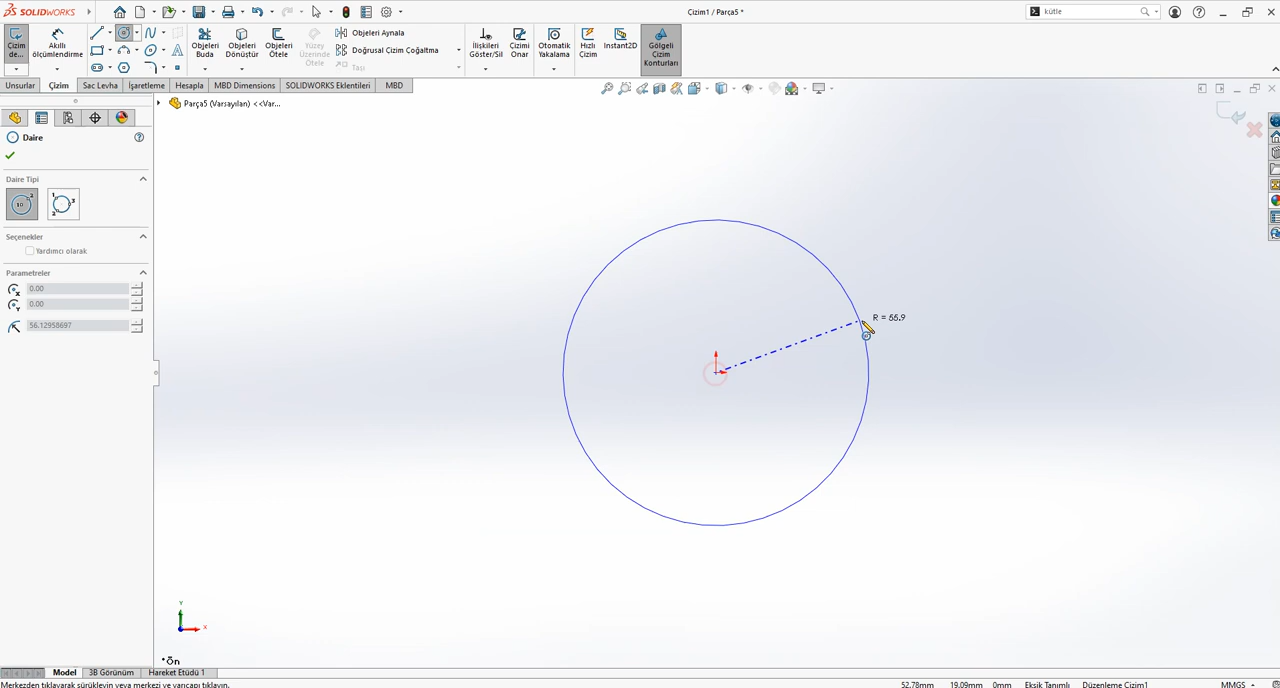 SOLIDWORKS
Çizim1 / Parça5 *
kütle
Çizim de...
Akıllı ölçümlendirme
Objeleri Buda
Objeleri Dönüştür
Objeleri Ötele
Yüzey Üzerinde Ötele
Objeleri Aynala
Doğrusal Çizim Çoğaltma
Taşı
İlişkileri Göster/Sil
Çizimi Onar
Otomatik Yakalama
Hızlı Çizim
Instant2D
Gölgeli Çizim Konturları
Unsurlar
Çizim
Sac Levha
İşaretleme
Hesapla
MBD Dimensions
SOLIDWORKS Eklentileri
MBD
Parça5 (Varsayılan) <<Var...
Daire
Daire Tipi
Seçenekler
Yardımcı olarak
Parametreler
0.00
0.00
56.12958697
R = 55.9
Y
X
*Ön
Model
3B Görünüm
Hareket Etüdü 1
Merkezden tıklayarak sürükleyin veya merkezi ve yarıçapı tıklayın.
52.78mm
19.09mm
0mm
Eksik Tanımlı
Düzenleme Çizim1
MMGS